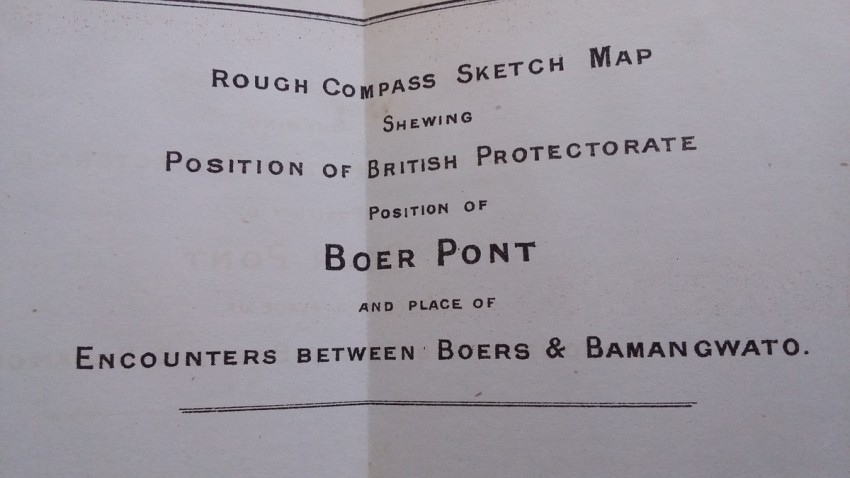 Rough Compass Sketch Map
Shewing
Position of British Protectorate
Position of
Boer Pont
and place of
Encounters between Boers & Bamangwato.